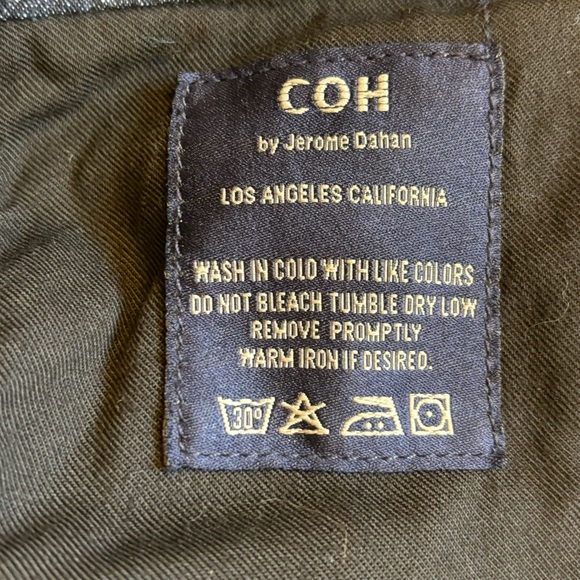 COH
by Jerome Dahan
LOS ANGELES CALIFORNIA
WASH IN COLD WITH LIKE COLORS
DO NOT BLEACH TUMBLE DRY LOW
REMOVE PROMPTLY
WARM IRON IF DESIRED.
30°